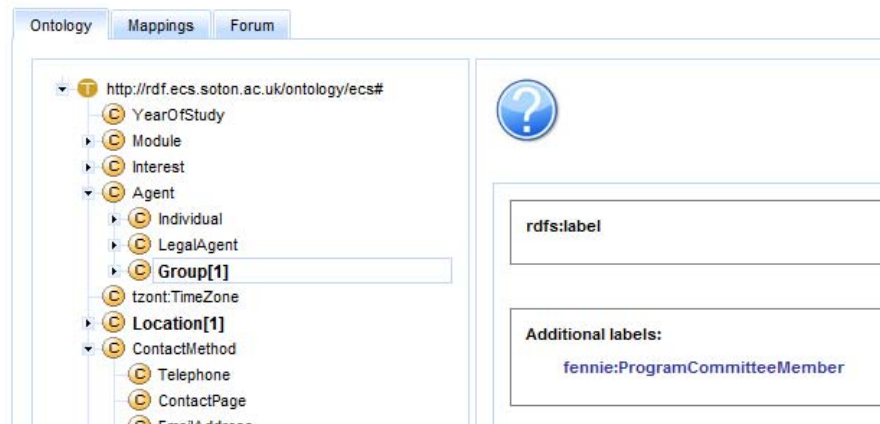 Ontology
Mappings
Forum
T http://rdf.ecs.soton.ac.uk/ontology/ecs#
C YearOfStudy
C Module
C Interest
C Agent
C Individual
C LegalAgent
C Group[1]
C tzont:TimeZone
C Location[1]
C ContactMethod
C Telephone
C ContactPage
C EmailAddress
?
rdfs:label
Additional labels:
fennie:ProgramCommitteeMember